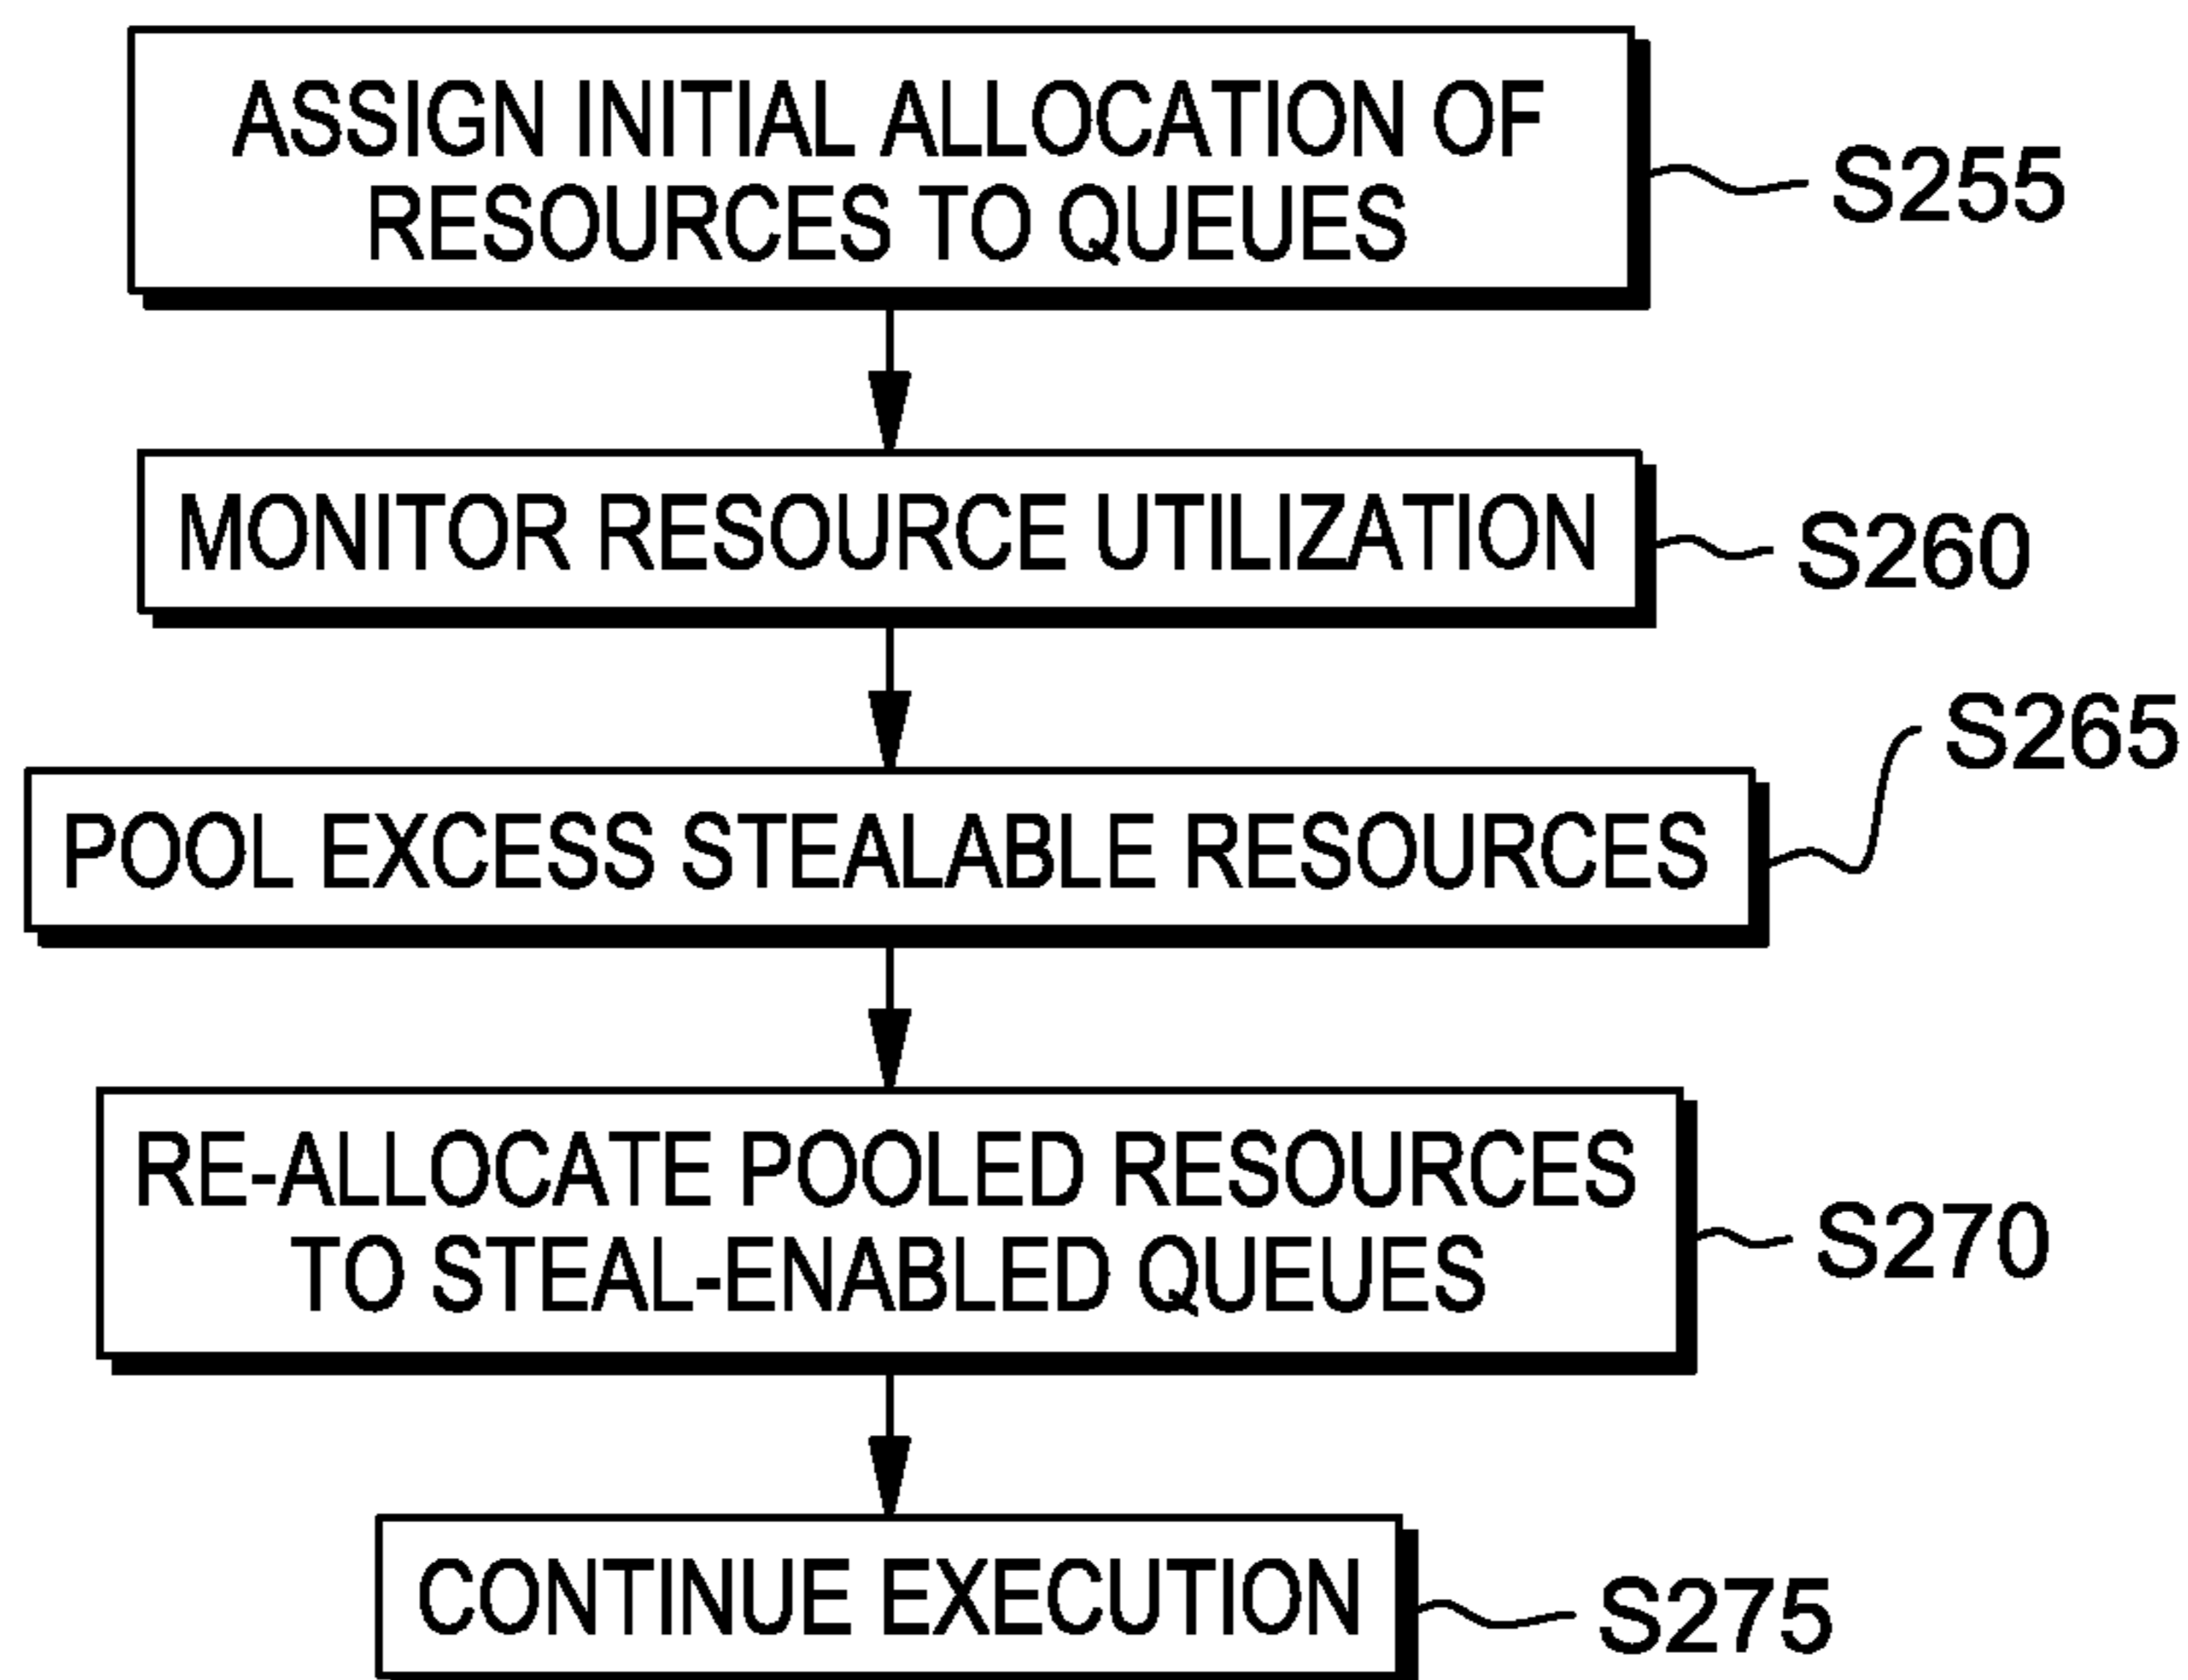 ASSIGN INITIAL ALLOCATION OF
RESOURCES TO QUEUES
S255
MONITOR RESOURCE UTILIZATION
S260
S265
POOL EXCESS STEALABLE RESOURCES
RE-ALLOCATE POOLED RESOURCES
TO STEAL-ENABLED QUEUES
S270
CONTINUE EXECUTION
S275